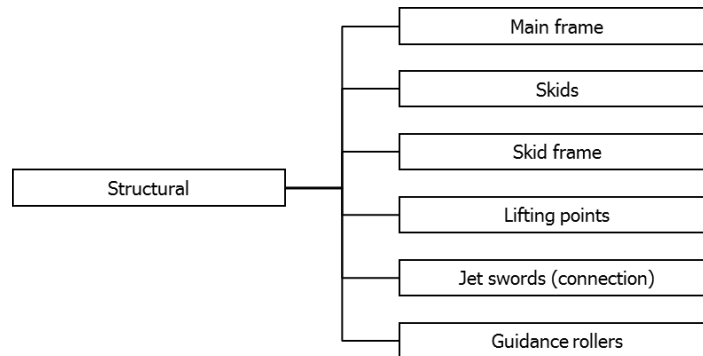 Main frame
Skids
Skid frame
Structural
Lifting points
Jet swords (connection)
Guidance rollers